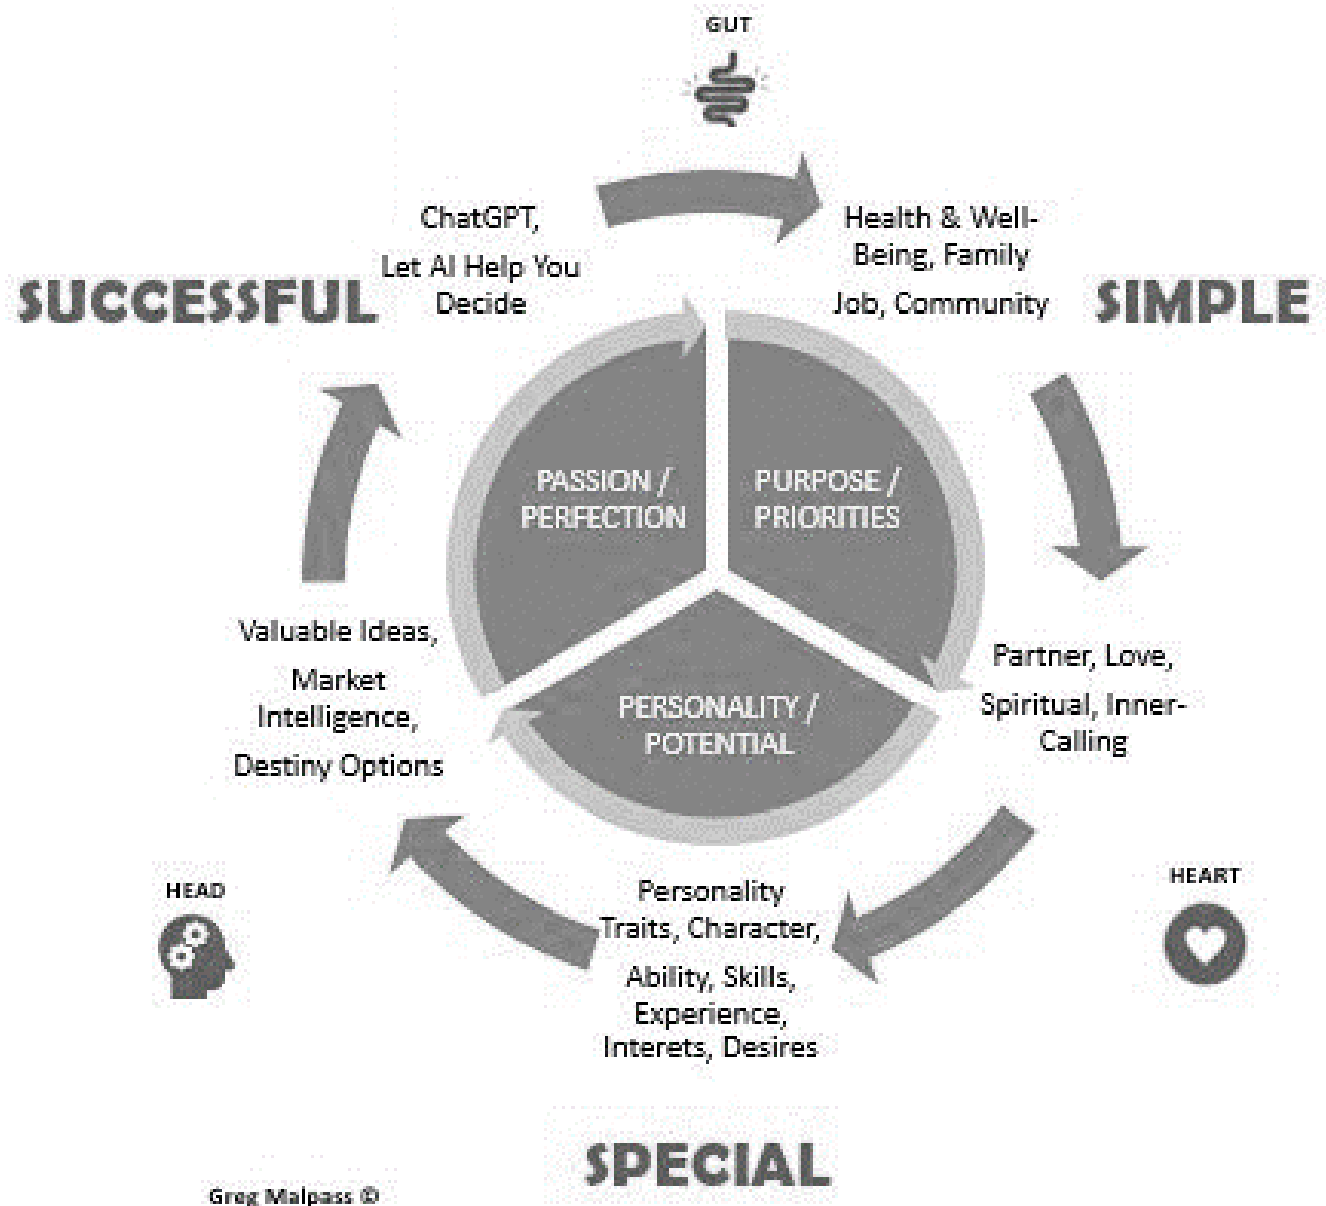 GUT
ChatGPT,
Let AI Help You
Decide
Health & Well-
Being, Family
Job, Community
SUCCESSFUL
SIMPLE
PASSION /
PERFECTION
PURPOSE /
PRIORITIES
PERSONALITY /
POTENTIAL
Valuable Ideas,
Market
Intelligence,
Destiny Options
Partner, Love,
Spiritual, Inner-
Calling
HEAD
HEART
Personality
Traits, Character,
Ability, Skills,
Experience,
Interets, Desires
SPECIAL
Greg Malpass ©